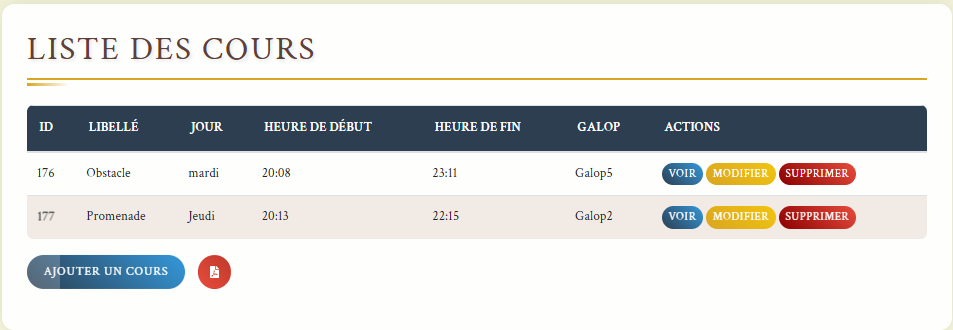 LISTE DES COURS
ID LIBELLÉ JOUR HEURE DE DÉBUT HEURE DE FIN GALOP ACTIONS
176 Obstacle mardi 20:08 23:11 Galop5 VOIR MODIFIER SUPPRIMER
177 Promenade Jeudi 20:13 22:15 Galop2 VOIR MODIFIER SUPPRIMER
AJOUTER UN COURS